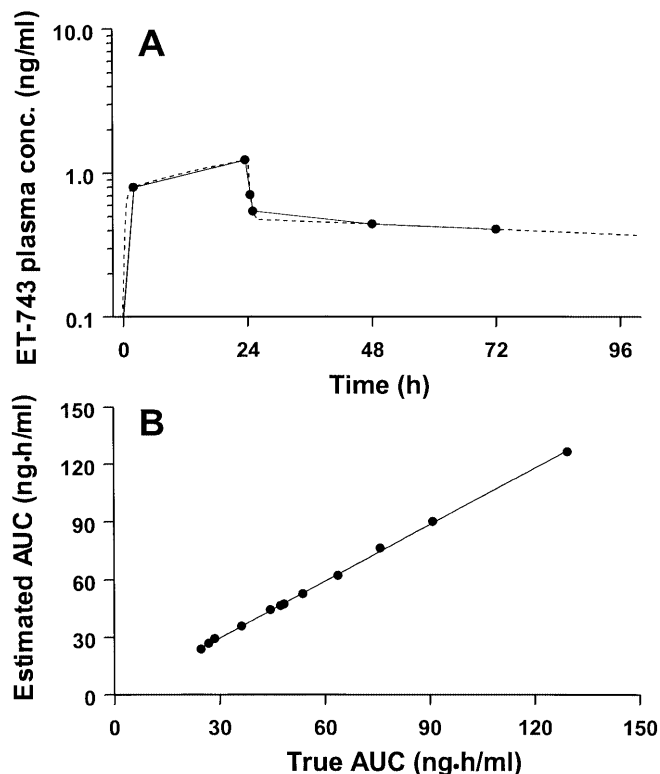 A
ET-743 plasma conc. (ng/ml)
10.0
1.0
0.1
0 24 48 72 96
Time (h)
B
Estimated AUC (ng•h/ml)
150
120
90
60
30
0
0 30 60 90 120 150
True AUC (ng•h/ml)